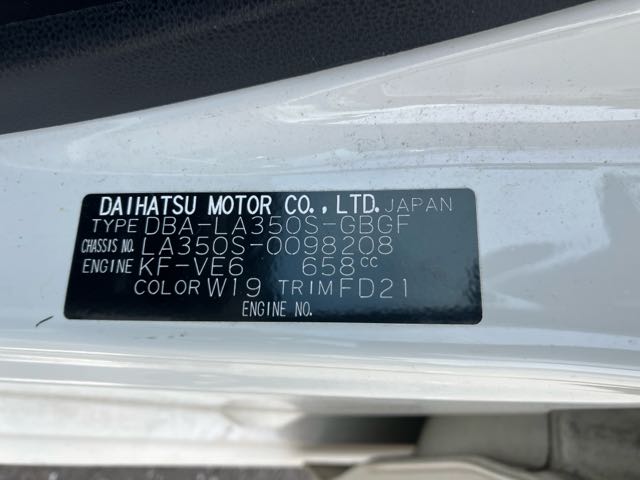 DAIHATSU MOTOR CO.,LTD. JAPAN
TYPE DBA-LA350S-GBGF
CHASSIS NO. LA350S-0098208
ENGINE KF-VE6 658cc
COLOR W19 TRIM FD21
ENGINE NO.